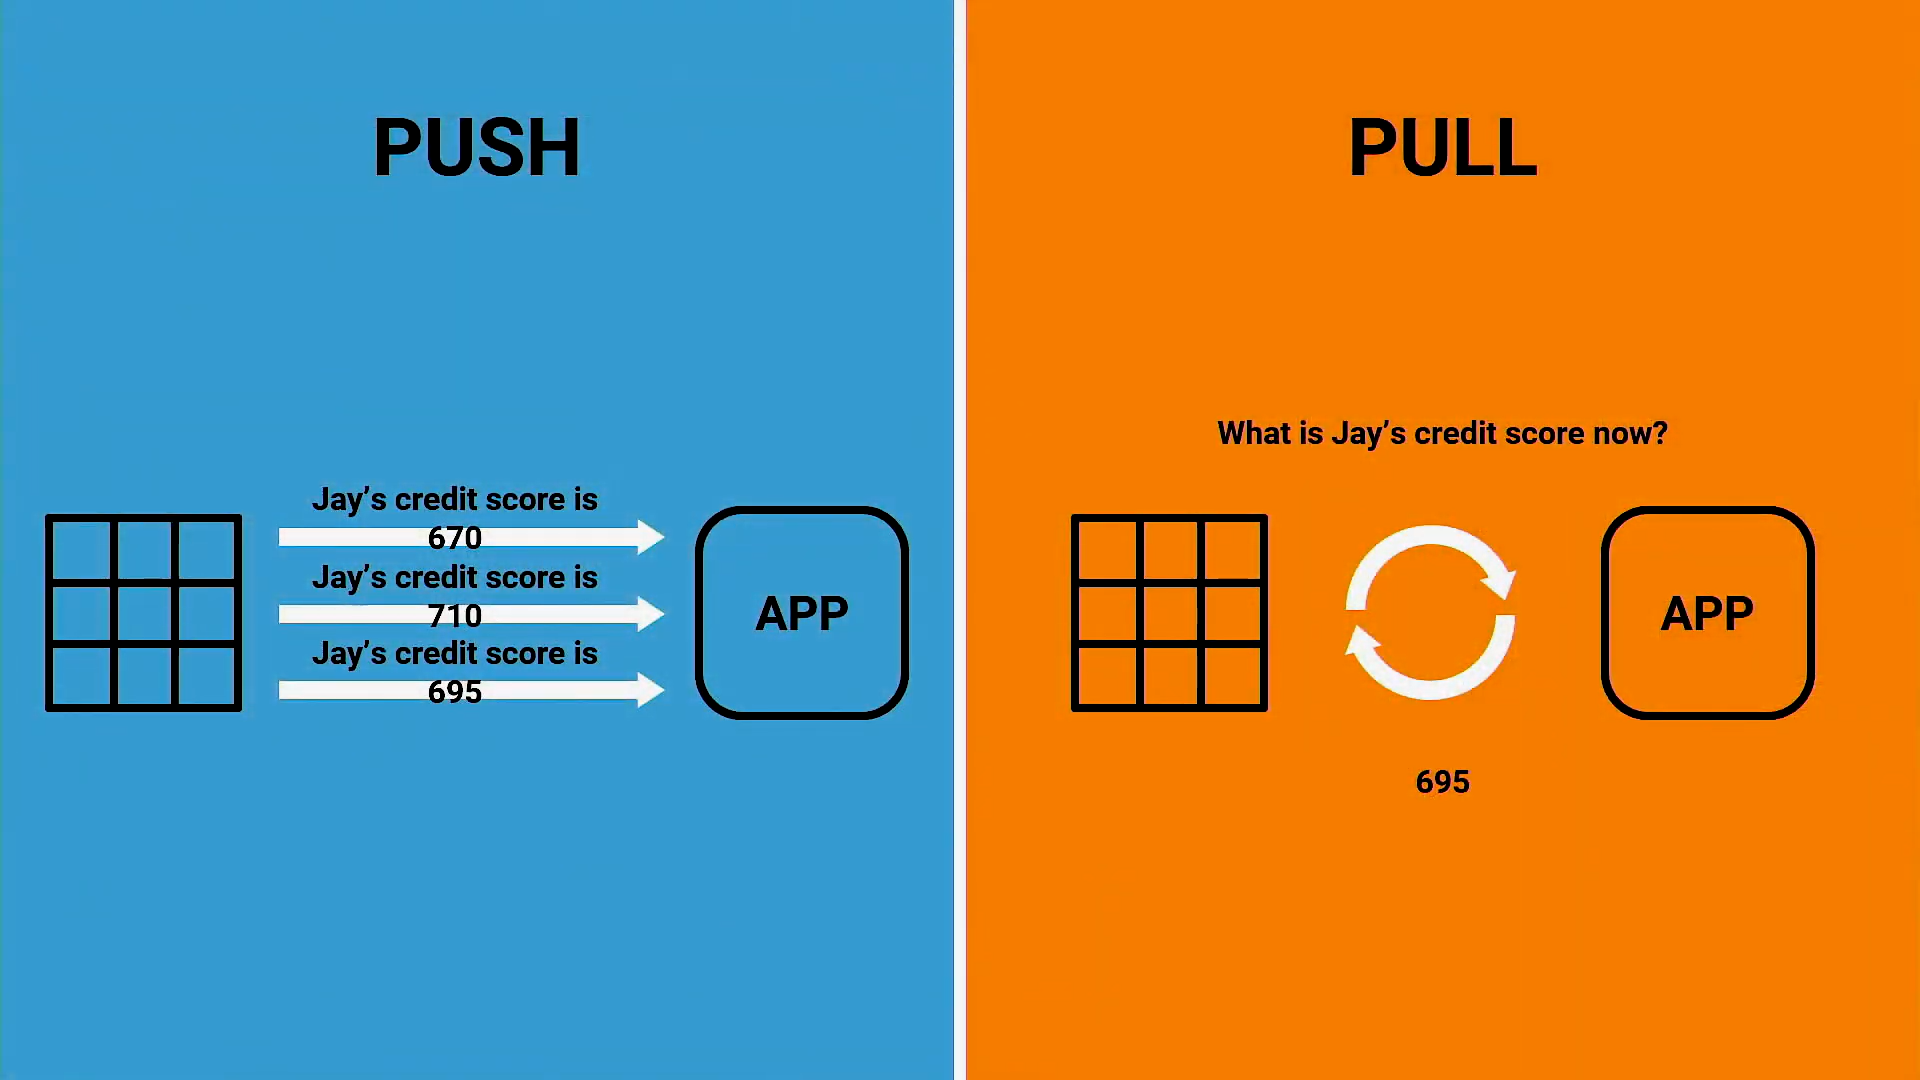 PUSH
Jay’s credit score is
670
Jay’s credit score is
710
Jay’s credit score is
695
APP
PULL
What is Jay’s credit score now?
APP
695